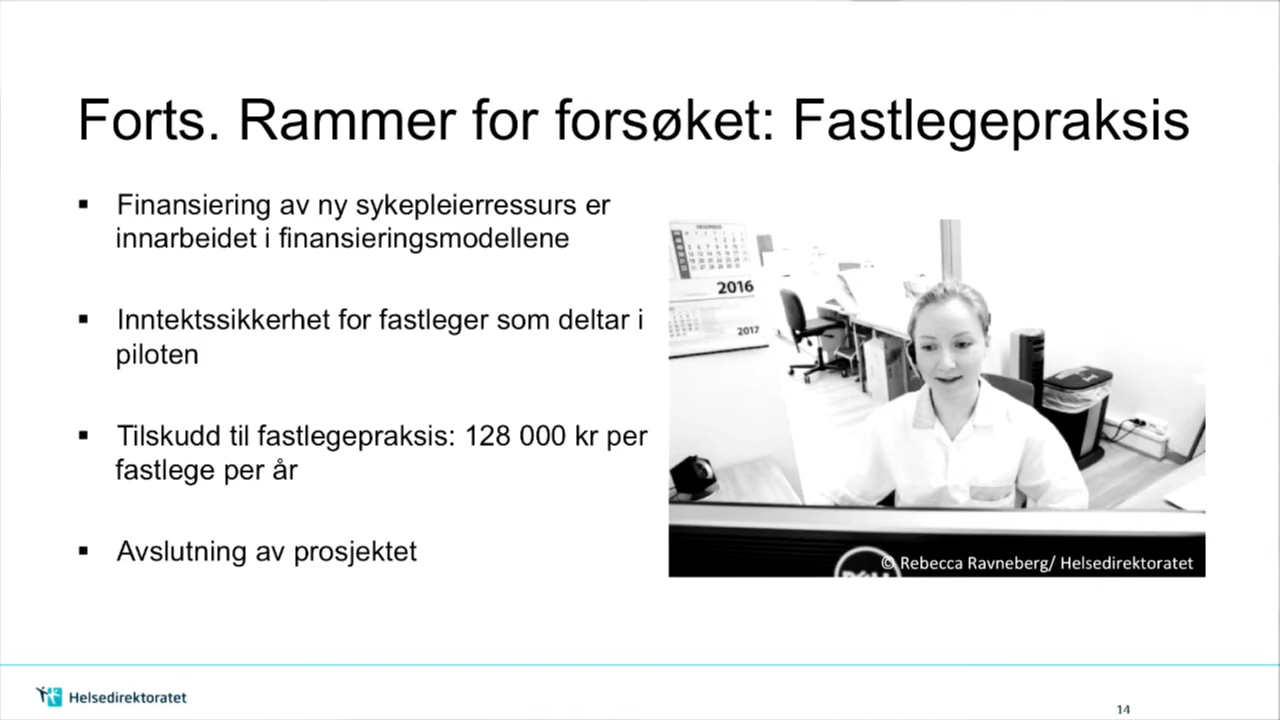 Forts. Rammer for forsøket: Fastlegepraksis
▪ Finansiering av ny sykepleierressurs er
innarbeidet i finansieringsmodellene
▪ Inntektssikkerhet for fastleger som deltar i
piloten
▪ Tilskudd til fastlegepraksis: 128 000 kr per
fastlege per år
▪ Avslutning av prosjektet
2016
2017
© Rebecca Ravneberg/ Helsedirektoratet
Helsedirektoratet
14